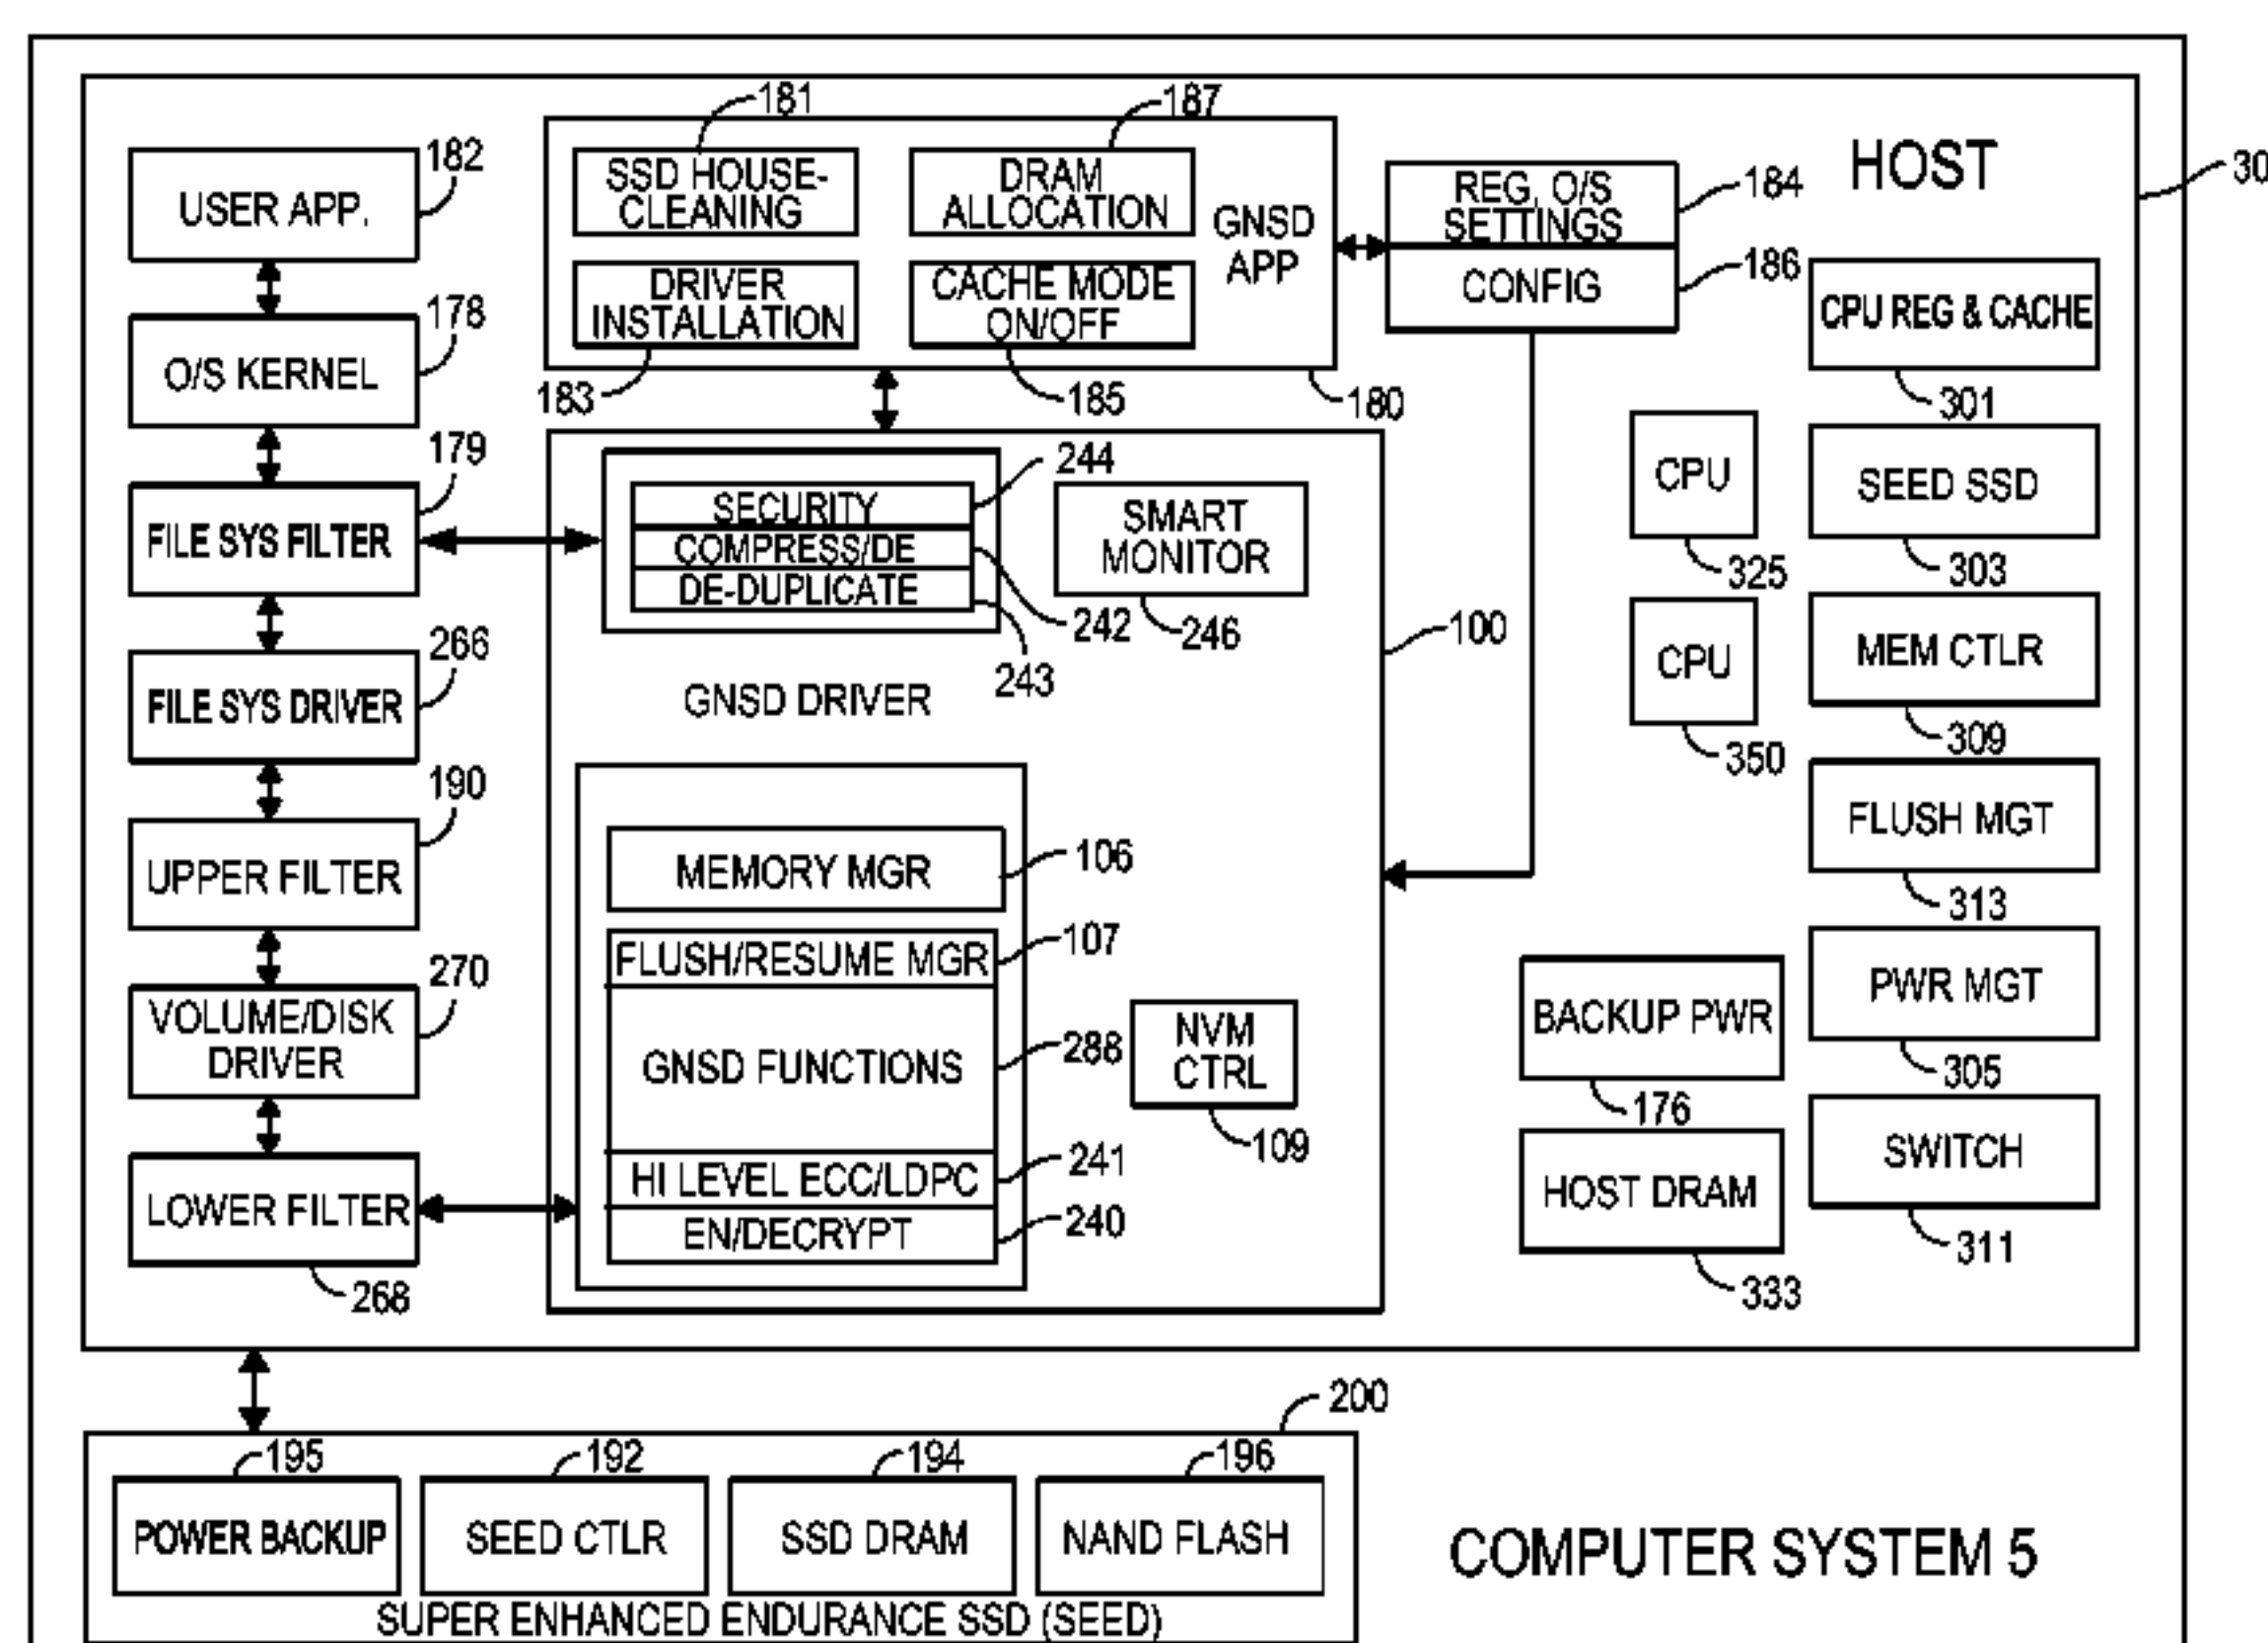 181
187
182
USER APP.
SSD HOUSE-
CLEANING
DRAM
ALLOCATION
GNSD
APP
DRIVER
INSTALLATION
CACHE MODE
ON/OFF
183
185
180
REG, O/S
SETTINGS
184
CONFIG
186
HOST
30
178
O/S KERNEL
179
FILE SYS FILTER
266
FILE SYS DRIVER
190
UPPER FILTER
270
VOLUME/DISK
DRIVER
LOWER FILTER
268
SECURITY
244
COMPRESS/DE
242
DE-DUPLICATE
243
SMART
MONITOR
246
GNSD DRIVER
100
MEMORY MGR
106
FLUSH/RESUME MGR
107
GNSD FUNCTIONS
288
HI LEVEL ECC/LDPC
241
EN/DECRYPT
240
NVM
CTRL
109
CPU
325
CPU
350
BACKUP PWR
176
HOST DRAM
333
CPU REG & CACHE
301
SEED SSD
303
MEM CTLR
309
FLUSH MGT
313
PWR MGT
305
SWITCH
311
200
195
POWER BACKUP
192
SEED CTLR
194
SSD DRAM
196
NAND FLASH
SUPER ENHANCED ENDURANCE SSD (SEED)
COMPUTER SYSTEM 5